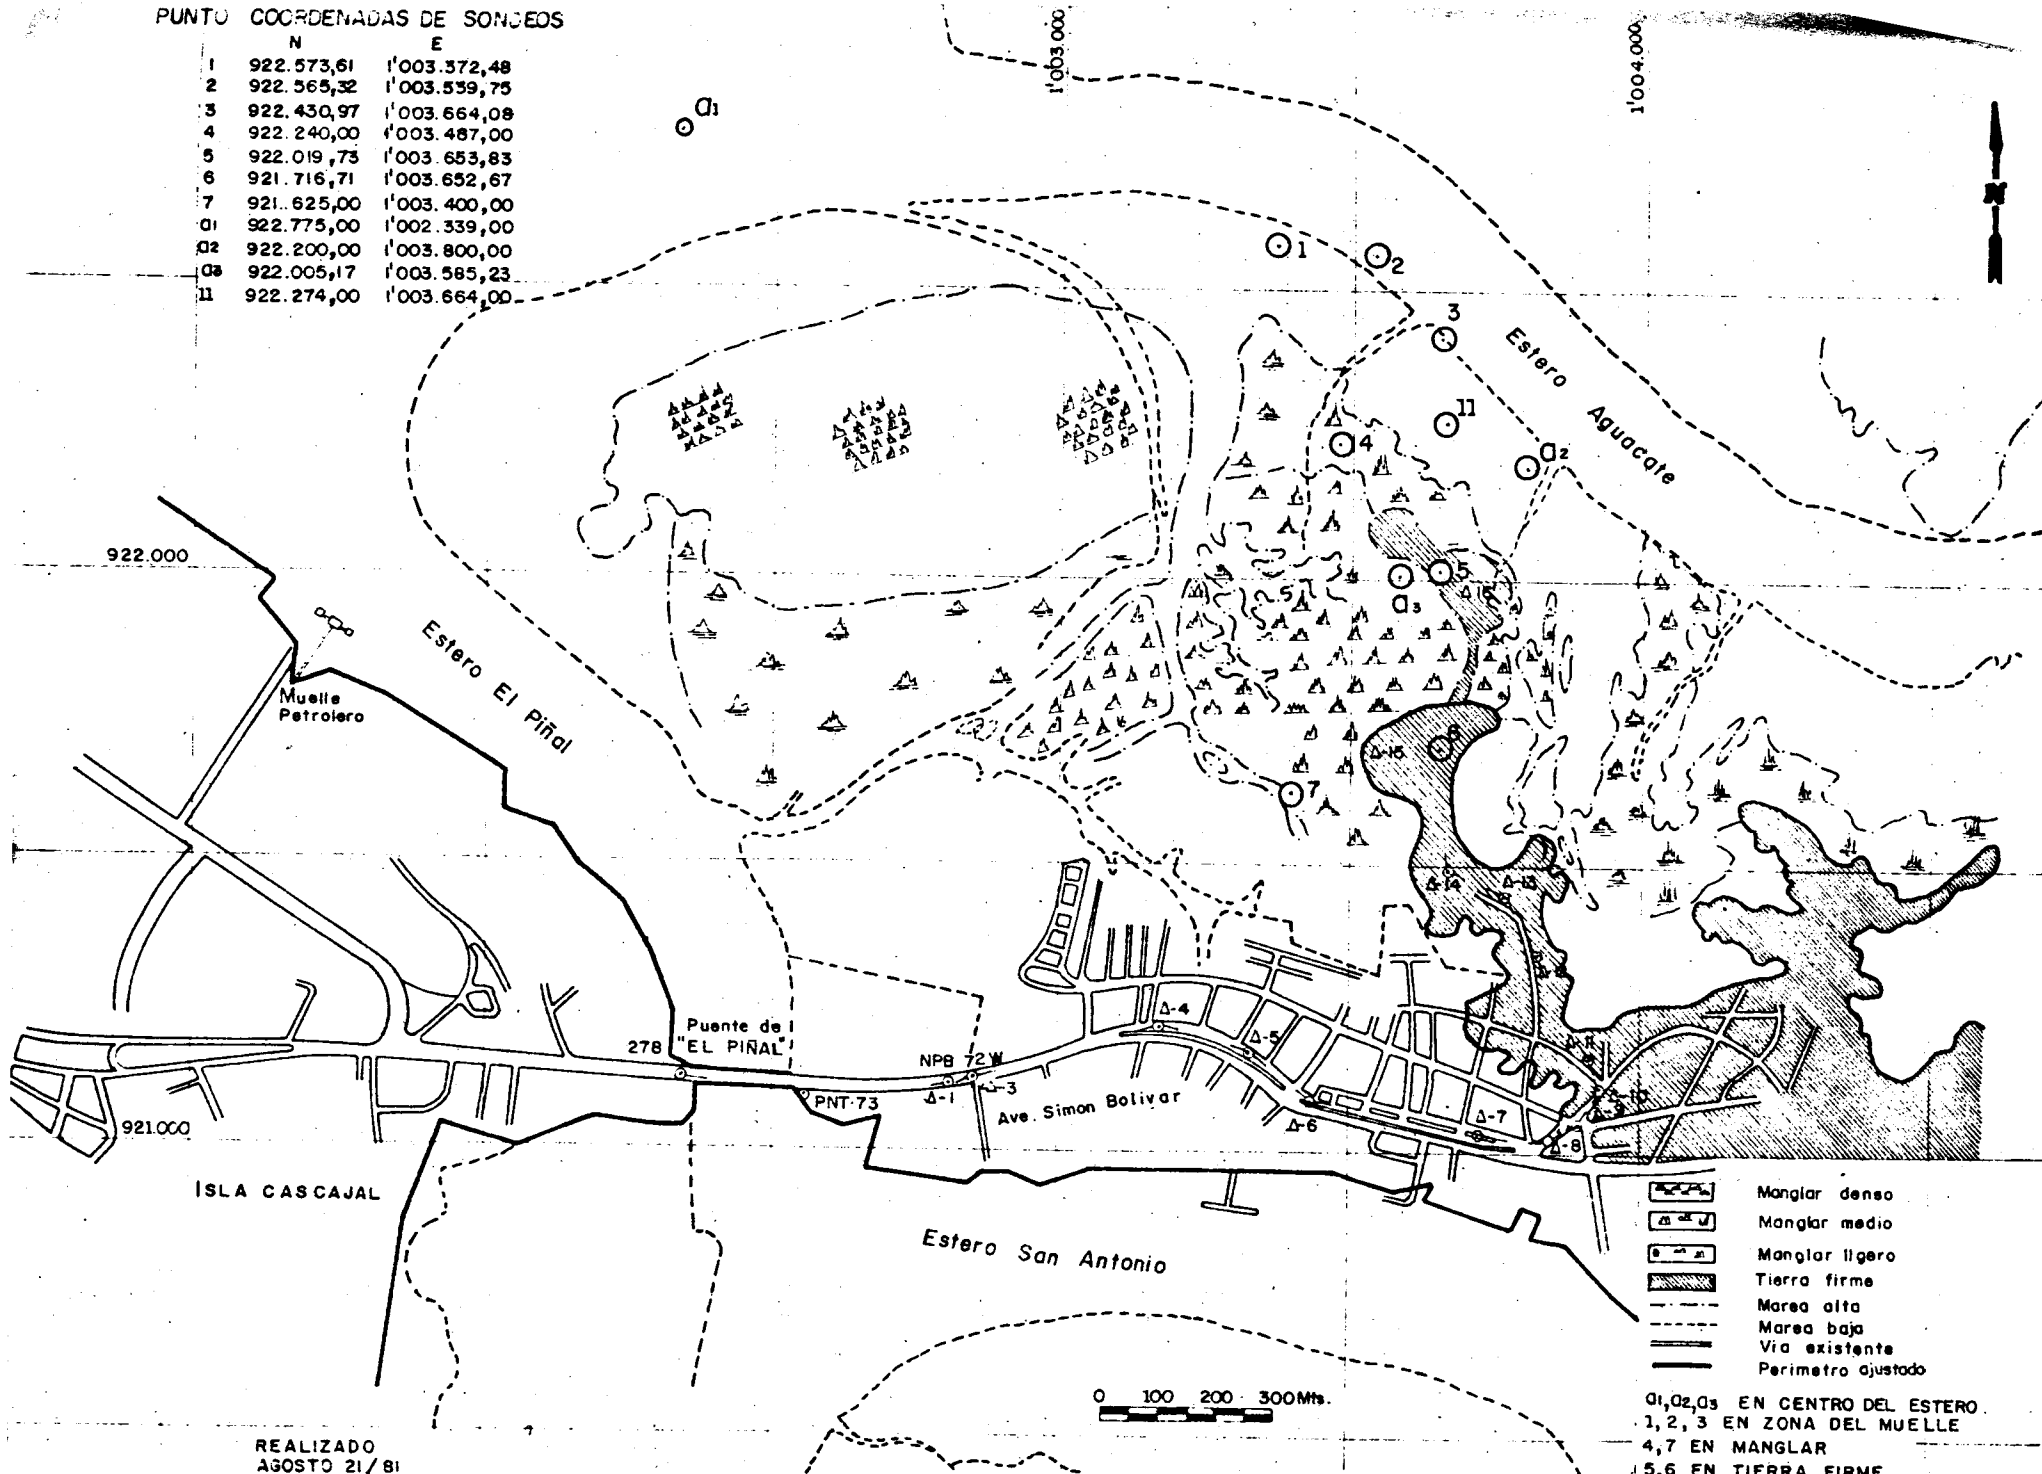 PUNTO COORDENADAS DE SONDEOS
N E
1 922.573,61 1'003.372,48
2 922.565,32 1'003.539,75
3 922.430,97 1'003.664,08
4 922.240,00 1'003.487,00
5 922.019,73 1'003.653,83
6 921.716,71 1'003.652,67
7 921.625,00 1'003.400,00
a1 922.775,00 1'002.339,00
a2 922.200,00 1'003.800,00
a3 922.005,17 1'003.585,23
11 922.274,00 1'003.664,00
1'003.000
1'004.000
a1
N
1
2
3
Estero Aguacate
11
4
a2
922.000
5
a3
Δ-16
Estero El Piñal
Muelle
Petrolero
6
Δ-15
7
Δ-14
Δ-13
Δ-4
Puente de
"EL PIÑAL"
278
Δ-5
Δ-11
NPB 72W
Δ-3
Δ-1
PNT-73
Ave. Simon Bolivar
Δ-10
Δ-9
Δ-7
Δ-6
Δ-8
921.000
ISLA CASCAJAL
Estero San Antonio
Manglar denso
Manglar medio
Manglar ligero
Tierra firme
Marea alta
Marea baja
Via existente
Perimetro ajustado
0 100 200 300 Mts.
a1,a2,a3 EN CENTRO DEL ESTERO.
1, 2, 3 EN ZONA DEL MUELLE
4,7 EN MANGLAR
5,6 EN TIERRA FIRME
REALIZADO
AGOSTO 21/81